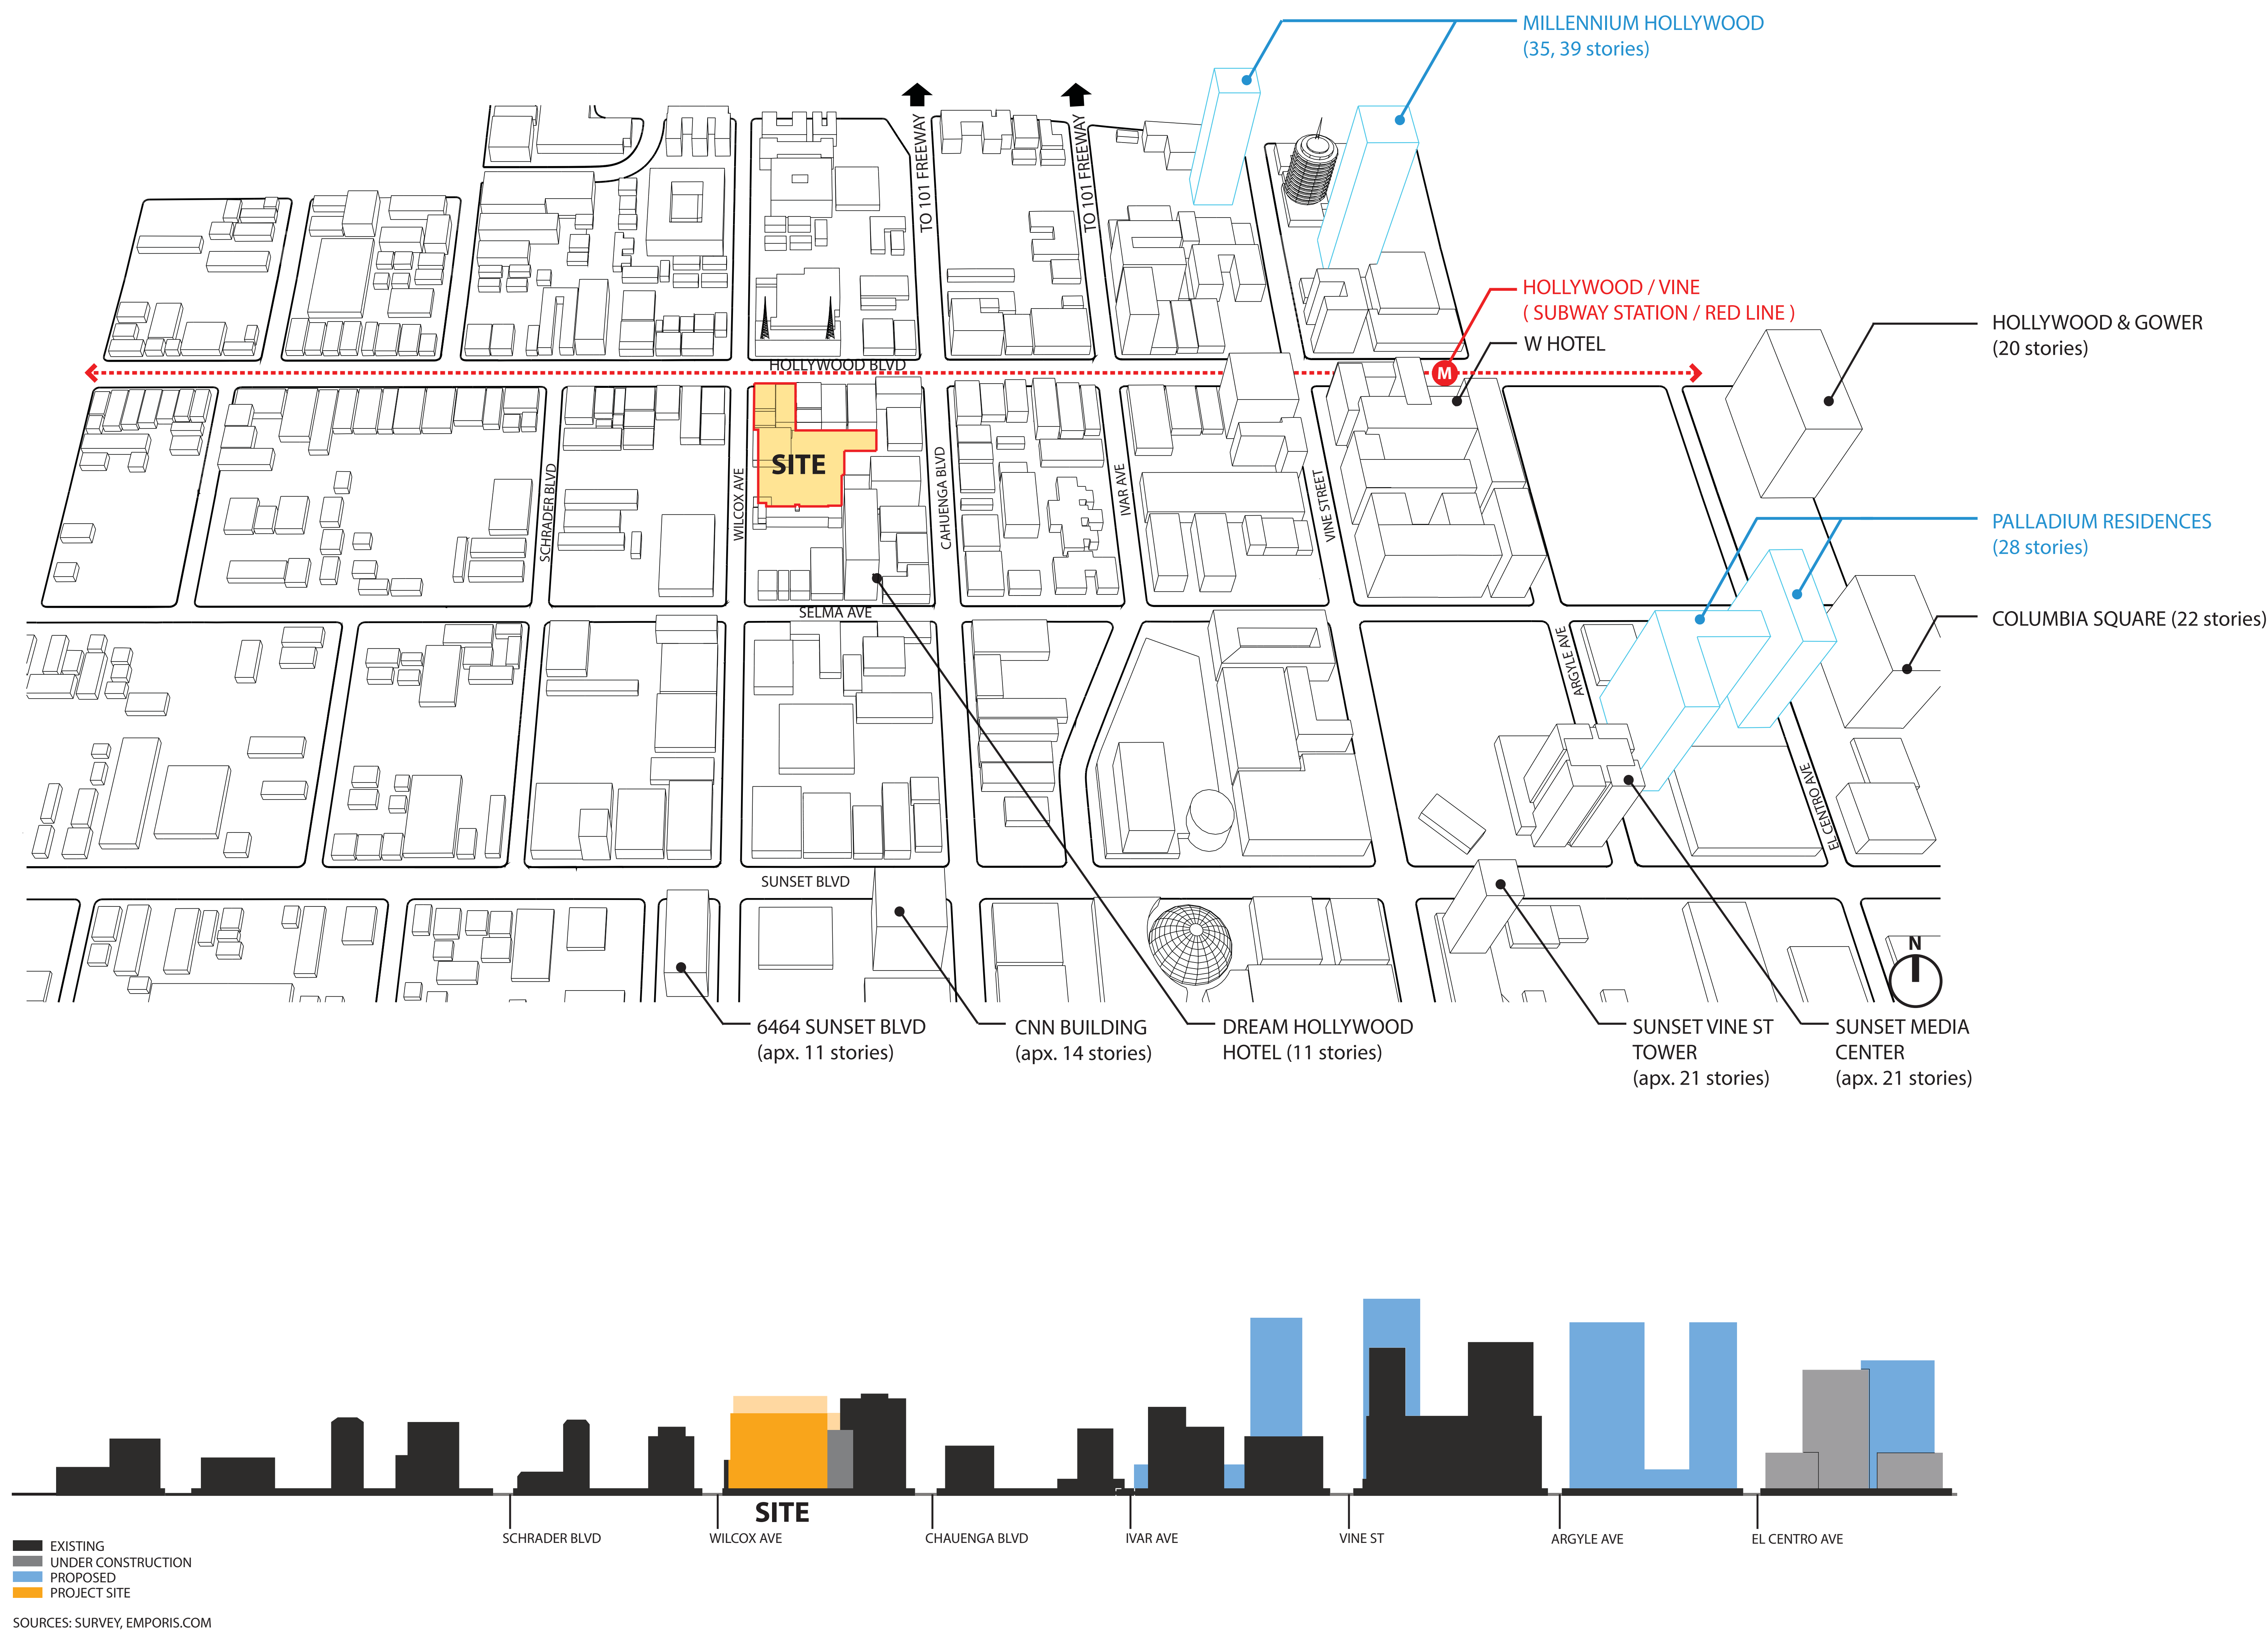 MILLENNIUM HOLLYWOOD
(35, 39 stories)
TO 101 FREEWAY
TO 101 FREEWAY
HOLLYWOOD / VINE
( SUBWAY STATION / RED LINE )
W HOTEL
HOLLYWOOD & GOWER
(20 stories)
HOLLYWOOD BLVD
M
SITE
SCHRADER BLVD
WILCOX AVE
CAHUENGA BLVD
IVAR AVE
VINE STREET
PALLADIUM RESIDENCES
(28 stories)
SELMA AVE
COLUMBIA SQUARE (22 stories)
ARGYLE AVE
EL CENTRO AVE
SUNSET BLVD
N
6464 SUNSET BLVD
(apx. 11 stories)
CNN BUILDING
(apx. 14 stories)
DREAM HOLLYWOOD
HOTEL (11 stories)
SUNSET VINE ST
TOWER
(apx. 21 stories)
SUNSET MEDIA
CENTER
(apx. 21 stories)
SITE
SCHRADER BLVD
WILCOX AVE
CHAUENGA BLVD
IVAR AVE
VINE ST
ARGYLE AVE
EL CENTRO AVE
EXISTING
UNDER CONSTRUCTION
PROPOSED
PROJECT SITE
SOURCES: SURVEY, EMPORIS.COM